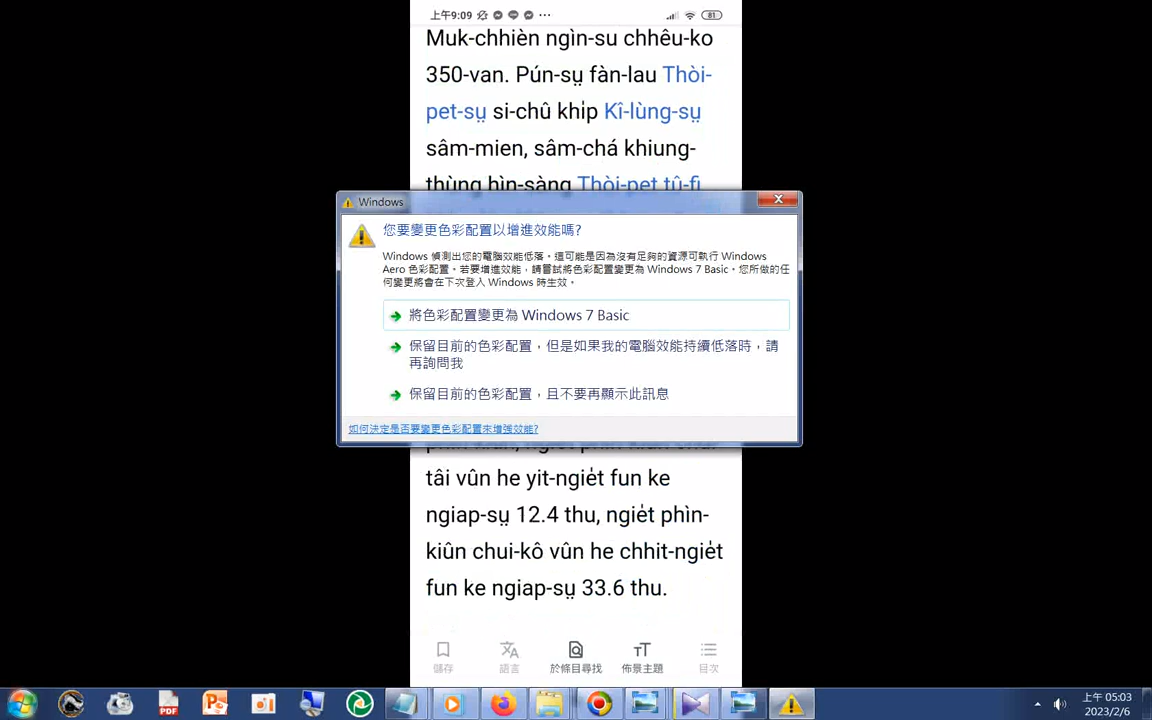 上午9:09
81
Muk-chhièn ngìn-su chhêu-ko
350-van. Pún-sṳ fàn-lau Thòi-
pet-sṳ si-chû khi̍p Kî-lùng-sṳ
sâm-mien, sâm-chá khiung-
thùng hìn-sàng Thòi-pet tû-fi
Windows
您要變更色彩配置以增進效能嗎?
Windows 偵測出您的電腦效能低落。這可能是因為沒有足夠的資源可執行 Windows
Aero 色彩配置。若要增進效能，請嘗試將色彩配置變更為 Windows 7 Basic。您所做的任
何變更將會在下次登入 Windows 時生效。
將色彩配置變更為 Windows 7 Basic
保留目前的色彩配置，但是如果我的電腦效能持續低落時，請
再詢問我
保留目前的色彩配置，且不要再顯示此訊息
如何決定是否要變更色彩配置來增強效能?
tâi vûn he yit-ngie̍t fun ke
ngiap-sṳ 12.4 thu, ngie̍t phìn-
kiûn chui-kô vûn he chhit-ngie̍t
fun ke ngiap-sṳ 33.6 thu.
儲存
語言
於條目尋找
佈景主題
目次
PDF
上午 05:03
2023/2/6